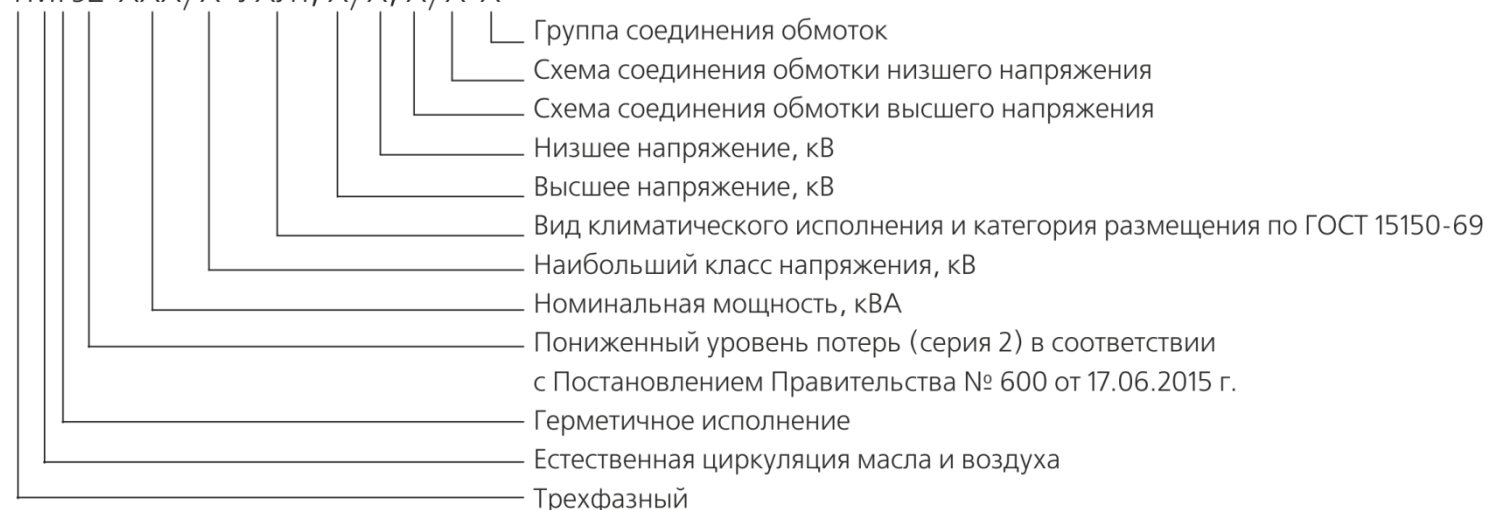 Группа соединения обмоток
Схема соединения обмотки низшего напряжения
Схема соединения обмотки высшего напряжения
Низшее напряжение, кВ
Высшее напряжение, кВ
Вид климатического исполнения и категория размещения по ГОСТ 15150-69
Наибольший класс напряжения, кВ
Номинальная мощность, кВА
Пониженный уровень потерь (серия 2) в соответствии
с Постановлением Правительства № 600 от 17.06.2015 г.
Герметичное исполнение
Естественная циркуляция масла и воздуха
Трехфазный